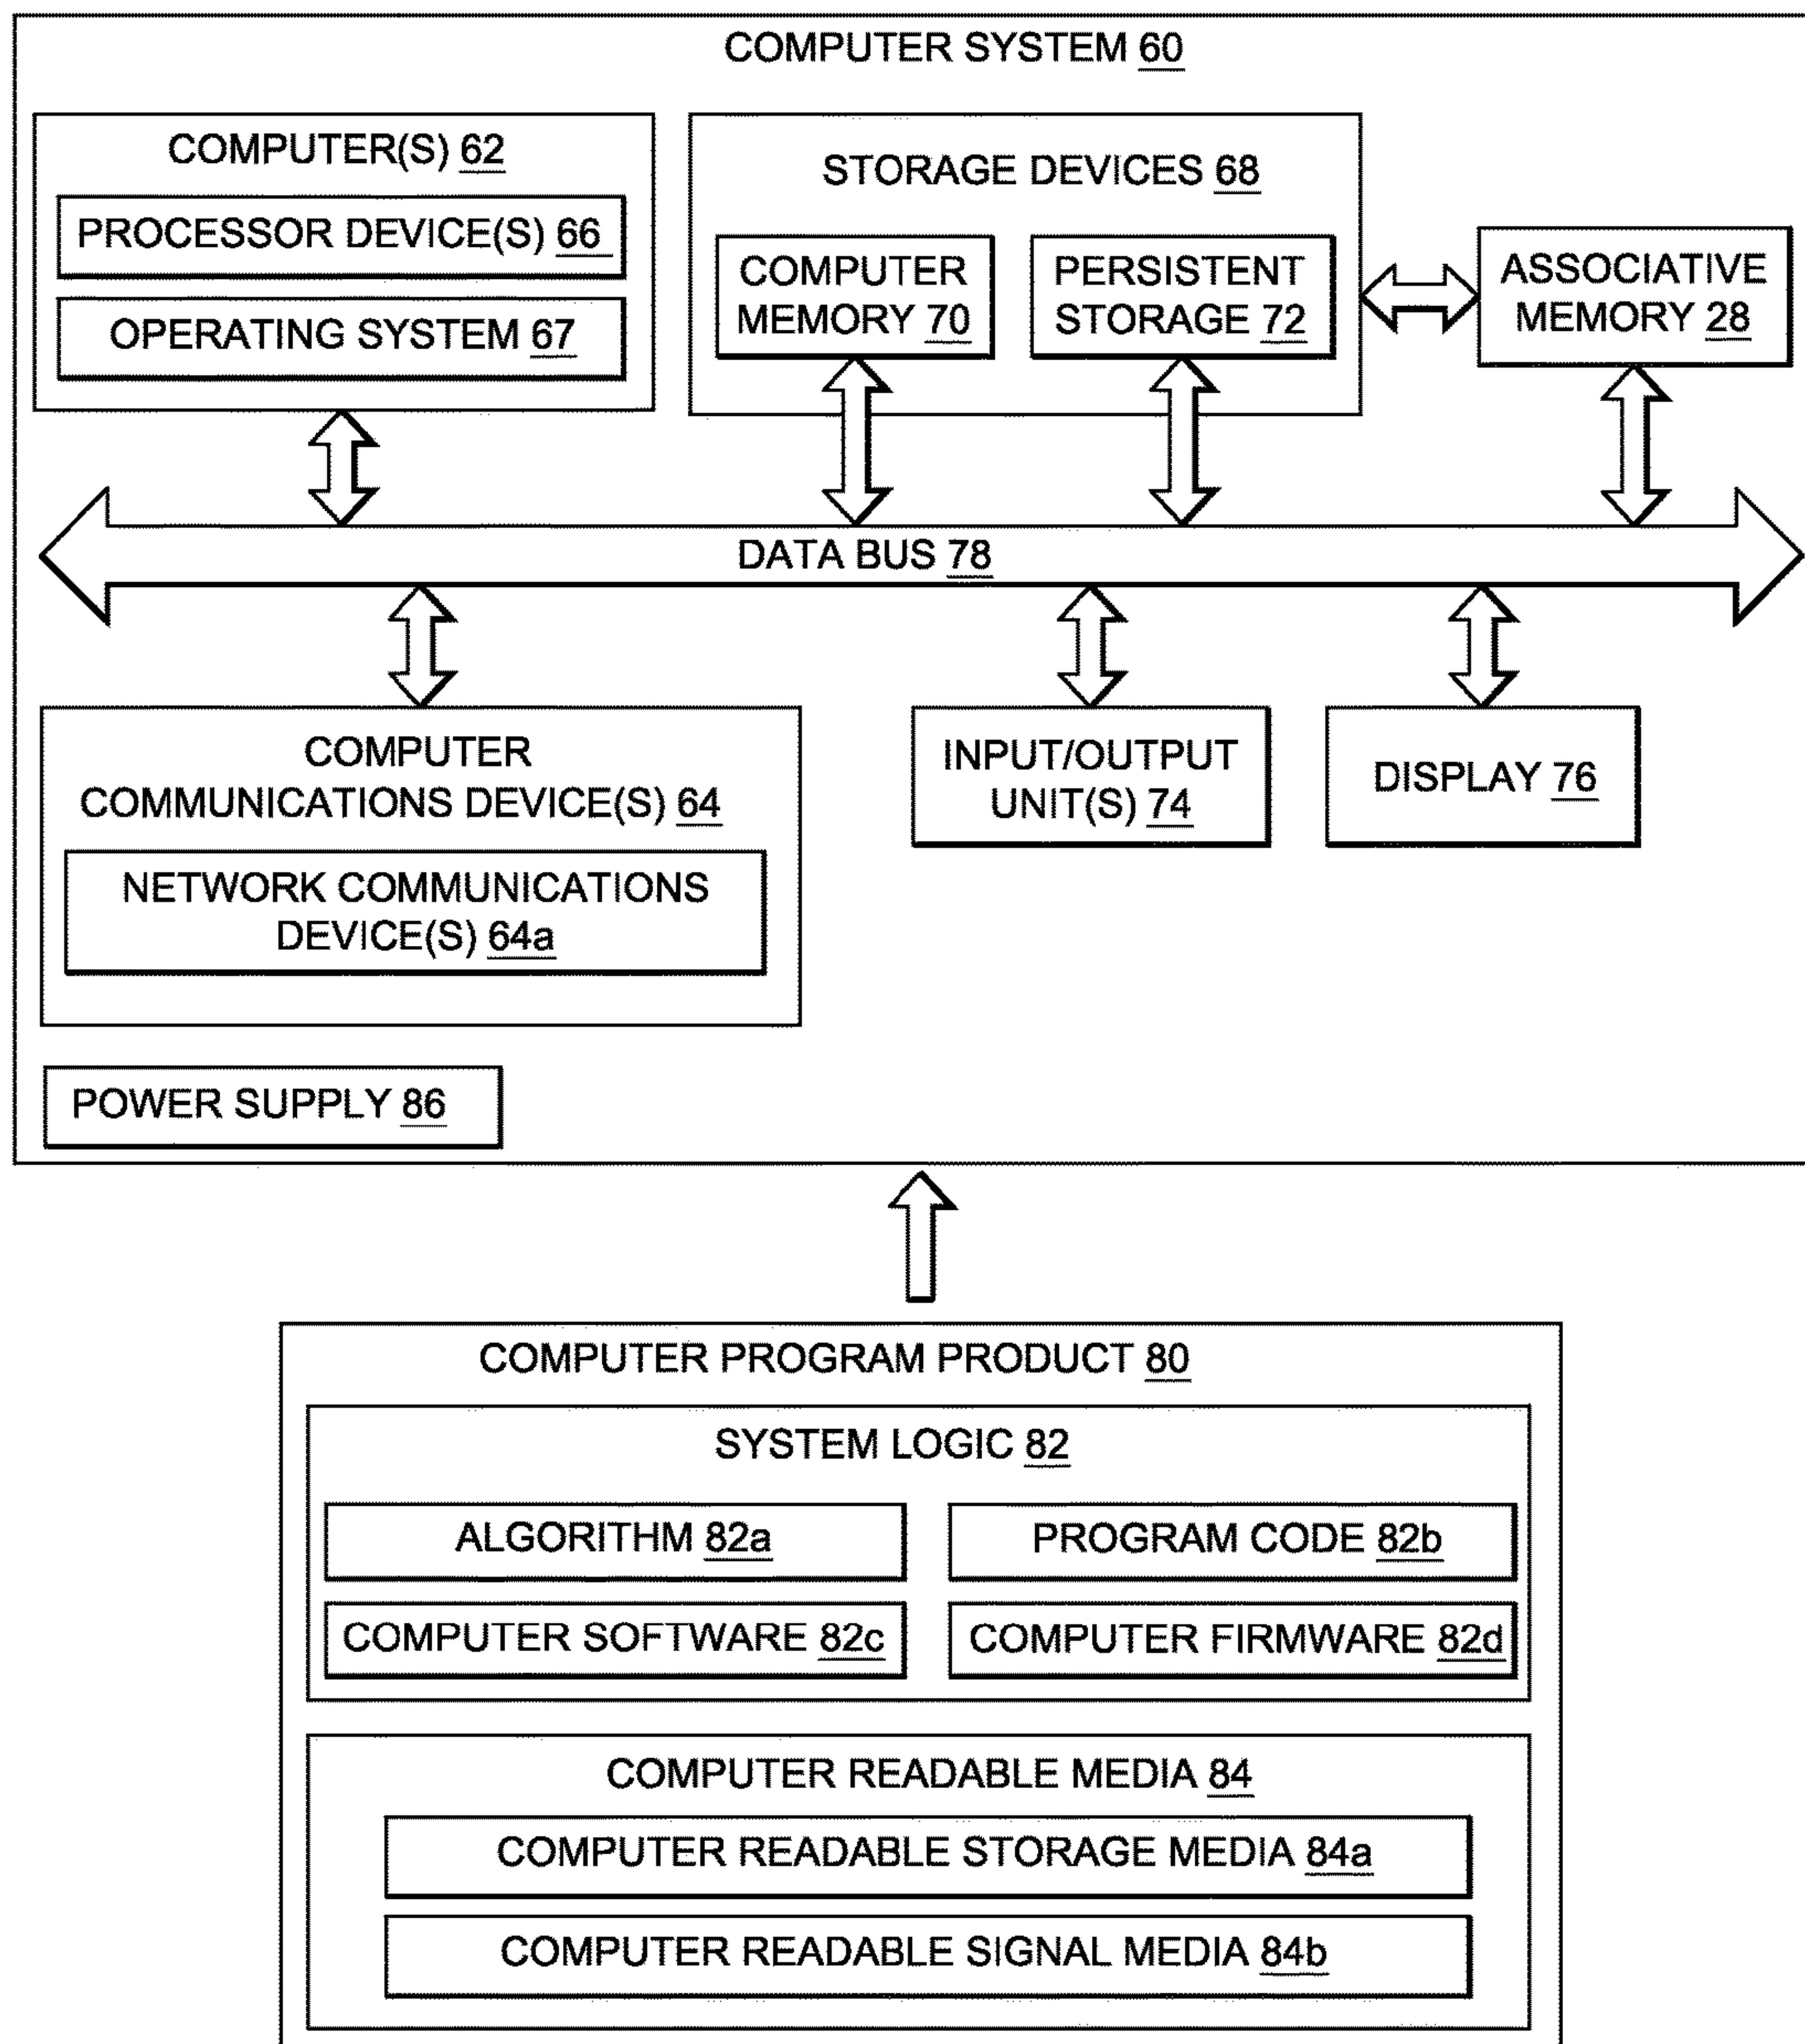 COMPUTER SYSTEM 60
COMPUTER(S) 62
PROCESSOR DEVICE(S) 66
OPERATING SYSTEM 67
STORAGE DEVICES 68
COMPUTER
MEMORY 70
PERSISTENT
STORAGE 72
ASSOCIATIVE
MEMORY 28
DATA BUS 78
COMPUTER
COMMUNICATIONS DEVICE(S) 64
NETWORK COMMUNICATIONS
DEVICE(S) 64a
INPUT/OUTPUT
UNIT(S) 74
DISPLAY 76
POWER SUPPLY 86
COMPUTER PROGRAM PRODUCT 80
SYSTEM LOGIC 82
ALGORITHM 82a
PROGRAM CODE 82b
COMPUTER SOFTWARE 82c
COMPUTER FIRMWARE 82d
COMPUTER READABLE MEDIA 84
COMPUTER READABLE STORAGE MEDIA 84a
COMPUTER READABLE SIGNAL MEDIA 84b